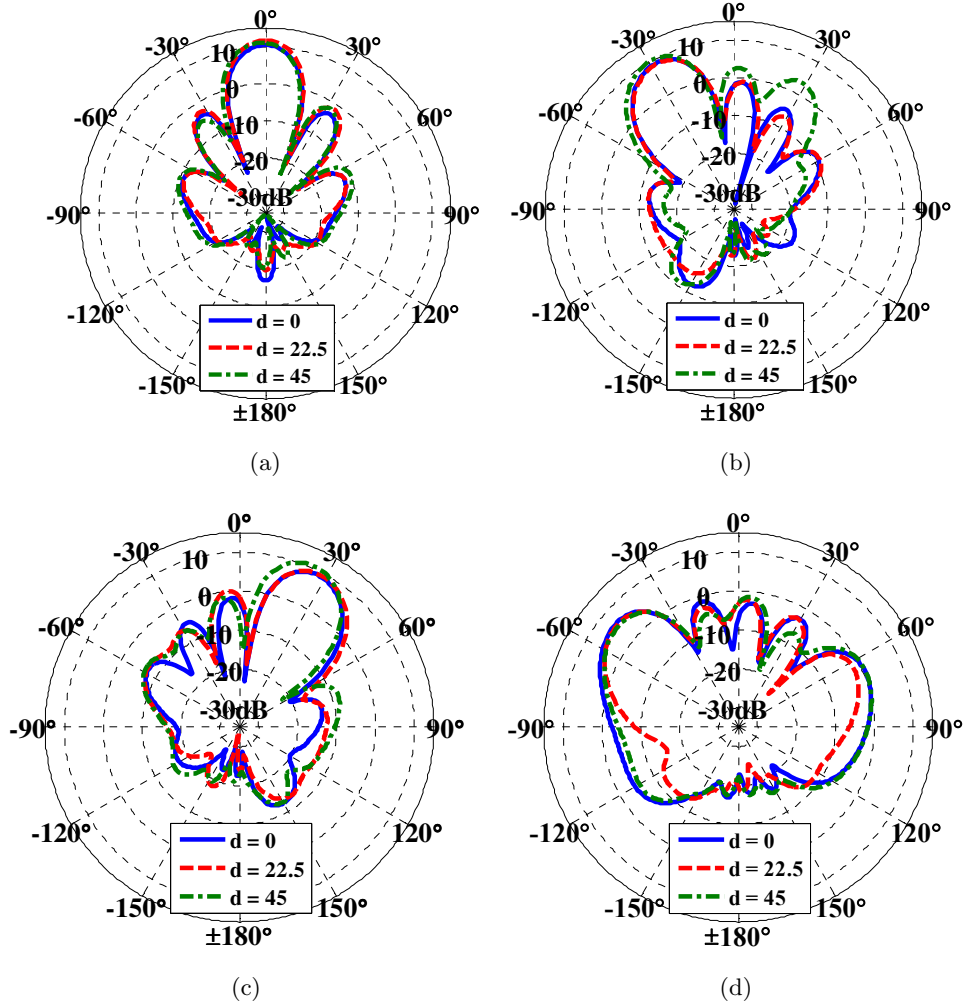 0°
-30° 30°
10
0
-60° 60°
-10
-20
-30dB
-90° 90°
-120° 120°
d = 0
d = 22.5
d = 45
-150° 150°
±180°
(a)
0°
-30° 30°
10
0
-60° 60°
-10
-20
-30dB
-90° 90°
-120° 120°
d = 0
d = 22.5
d = 45
-150° 150°
±180°
(b)
0°
-30° 30°
10
0
-60° 60°
-10
-20
-30dB
-90° 90°
-120° 120°
d = 0
d = 22.5
d = 45
-150° 150°
±180°
(c)
0°
-30° 30°
10
0
-60° 60°
-10
-20
-30dB
-90° 90°
-120° 120°
d = 0
d = 22.5
d = 45
-150° 150°
±180°
(d)